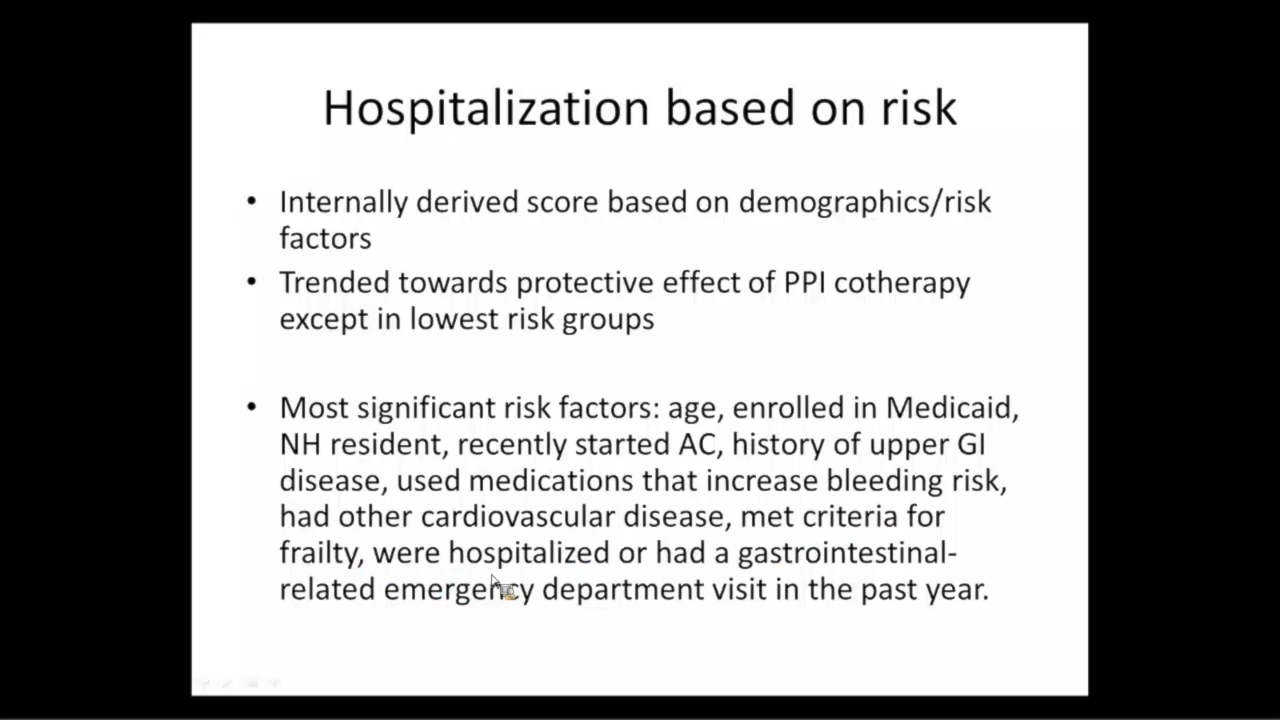 Hospitalization based on risk
• Internally derived score based on demographics/risk
factors
• Trended towards protective effect of PPI cotherapy
except in lowest risk groups
• Most significant risk factors: age, enrolled in Medicaid,
NH resident, recently started AC, history of upper GI
disease, used medications that increase bleeding risk,
had other cardiovascular disease, met criteria for
frailty, were hospitalized or had a gastrointestinal-
related emergency department visit in the past year.